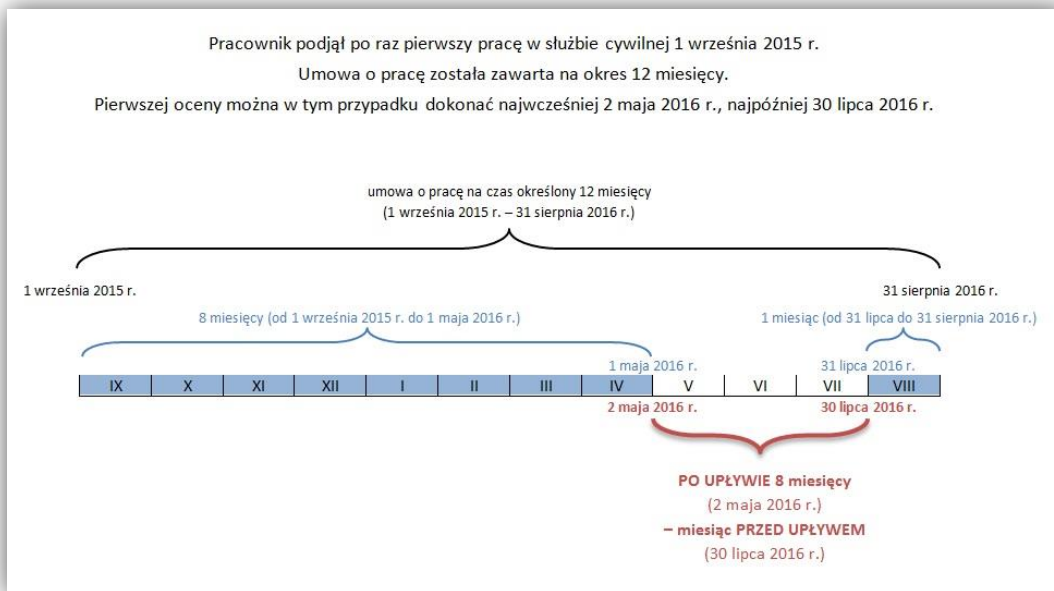 Pracownik podjął po raz pierwszy pracę w służbie cywilnej 1 września 2015 r.
Umowa o pracę została zawarta na okres 12 miesięcy.
Pierwszej oceny można w tym przypadku dokonać najwcześniej 2 maja 2016 r., najpóźniej 30 lipca 2016 r.
umowa o pracę na czas określony 12 miesięcy
(1 września 2015 r. – 31 sierpnia 2016 r.)
1 września 2015 r.
31 sierpnia 2016 r.
8 miesięcy (od 1 września 2015 r. do 1 maja 2016 r.)
1 miesiąc (od 31 lipca do 31 sierpnia 2016 r.)
1 maja 2016 r.
31 lipca 2016 r.
IX X XI XII I II III IV V VI VII VIII
2 maja 2016 r.
30 lipca 2016 r.
PO UPŁYWIE 8 miesięcy
(2 maja 2016 r.)
– miesiąc PRZED UPŁYWEM
(30 lipca 2016 r.)